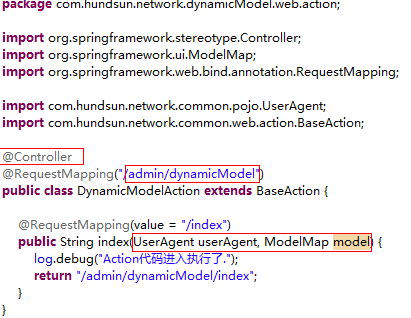 package com.hundsun.network.dynamicModel.web.action;
import org.springframework.stereotype.Controller;
import org.springframework.ui.ModelMap;
import org.springframework.web.bind.annotation.RequestMapping;
import com.hundsun.network.common.pojo.UserAgent;
import com.hundsun.network.common.web.action.BaseAction;
@Controller
@RequestMapping("/admin/dynamicModel")
public class DynamicModelAction extends BaseAction {
@RequestMapping(value = "/index")
public String index(UserAgent userAgent, ModelMap model) {
log.debug("Action代码进入执行了.");
return "/admin/dynamicModel/index";
}
}